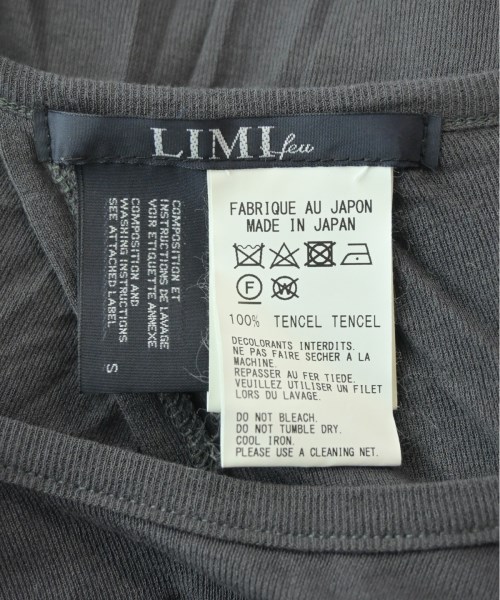 LIMI feu
COMPOSITION ET
INSTRUCTIONS DE LAVAGE
VOIR ETIQUETTE ANNEXE
COMPOSITION AND
WASHING INSTRUCTIONS
SEE ATTACHED LABEL
S
FABRIQUE AU JAPON
MADE IN JAPAN
F W
100% TENCEL TENCEL
DECOLORANTS INTERDITS.
NE PAS FAIRE SECHER A LA
MACHINE.
REPASSER AU FER TIEDE.
VEUILLEZ UTILISER UN FILET
LORS DU LAVAGE.
DO NOT BLEACH.
DO NOT TUMBLE DRY.
COOL IRON.
PLEASE USE A CLEANING NET.